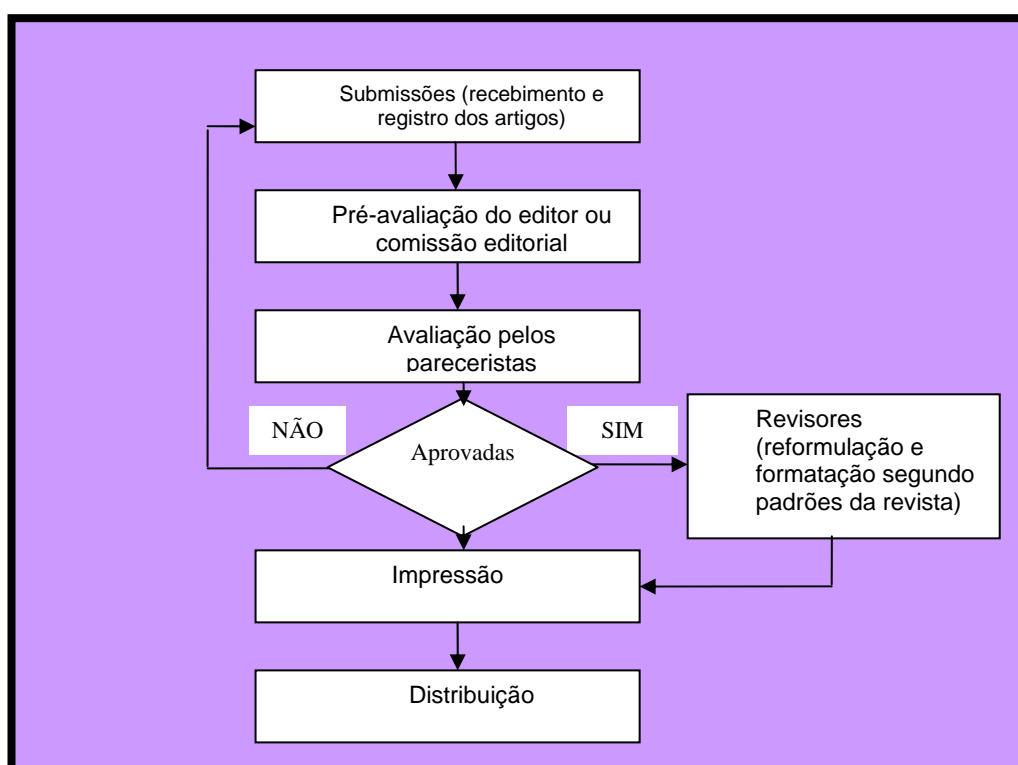 Submissões (recebimento e
registro dos artigos)
Pré-avaliação do editor ou
comissão editorial
Avaliação pelos
pareceristas
NÃO
Aprovadas
SIM
Revisores
(reformulação e
formatação segundo
padrões da revista)
Impressão
Distribuição